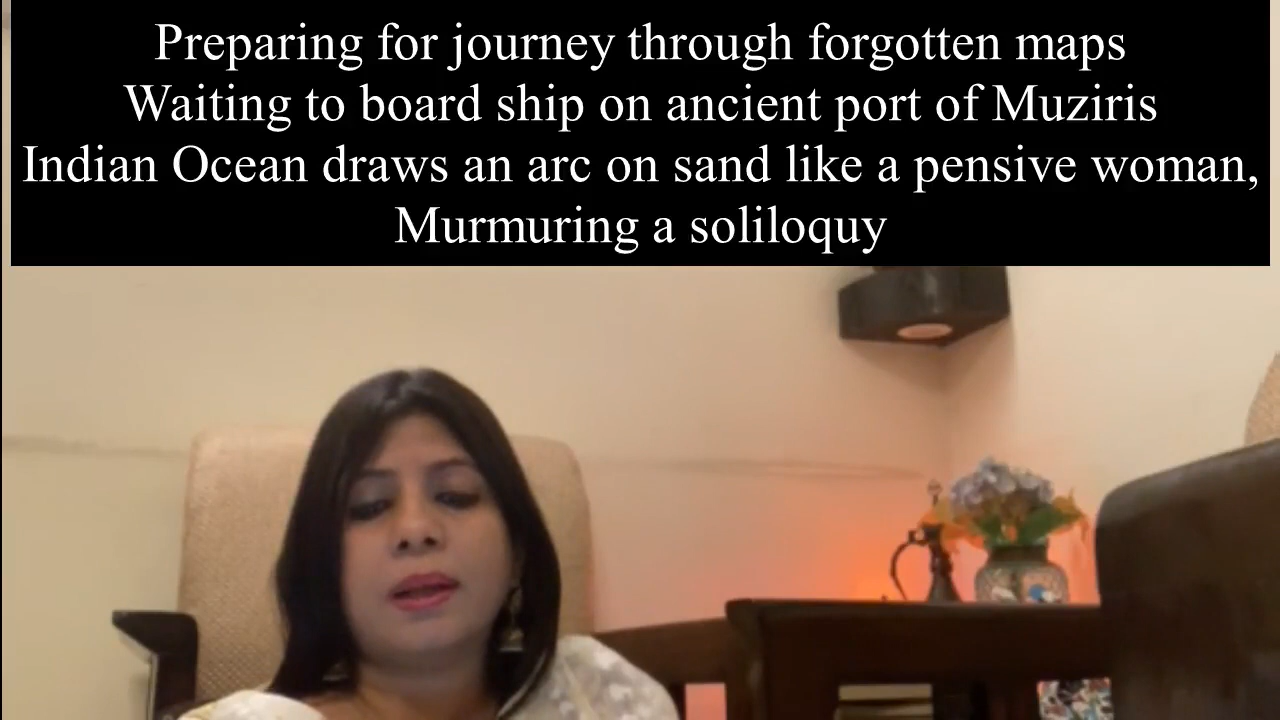 Preparing for journey through forgotten maps
Waiting to board ship on ancient port of Muziris
Indian Ocean draws an arc on sand like a pensive woman,
Murmuring a soliloquy